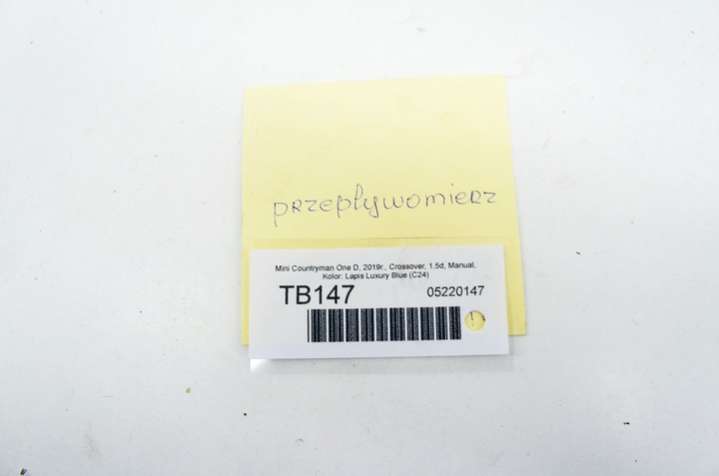 przepływomierz
Mini Countryman One D, 2019r., Crossover, 1.5d, Manual,
Kolor: Lapis Luxury Blue (C24)
TB147
05220147